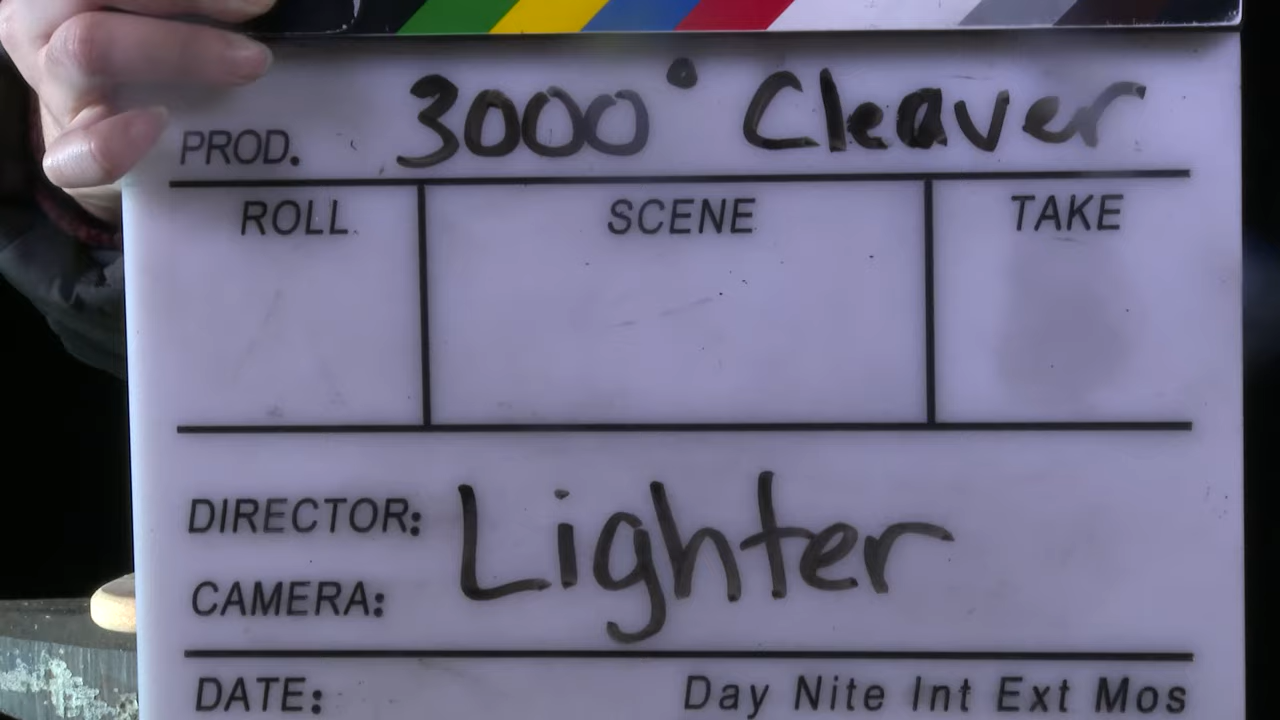 PROD. 3000° Cleaver
ROLL SCENE TAKE
DIRECTOR: Lighter
CAMERA:
DATE: Day Nite Int Ext Mos